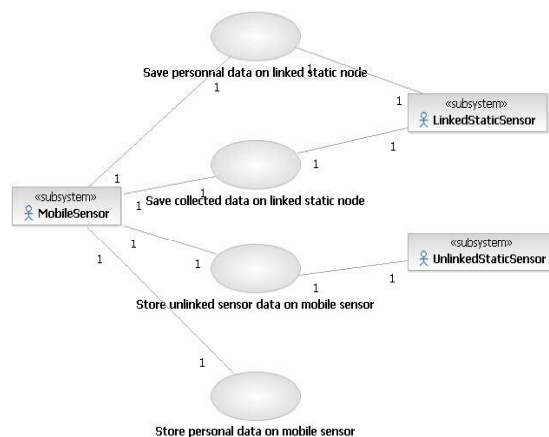 Save personnal data on linked static node
1
1
1
1
«subsystem»
LinkedStaticSensor
1
1
1
1
Save collected data on linked static node
«subsystem»
MobileSensor
1
1
«subsystem»
UnlinkedStaticSensor
1
1
Store unlinked sensor data on mobile sensor
1
1
Store personal data on mobile sensor